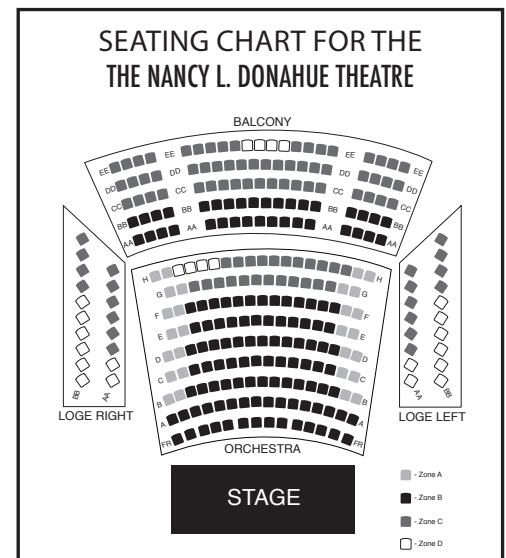 SEATING CHART FOR THE
THE NANCY L. DONAHUE THEATRE
BALCONY
EE EE EE EE
DD DD DD DD
CC CC CC CC
BB BB BB BB
AA AA AA AA
H H
G G
F F
E E
D D
C C
B B
A A
FR FR
BB AA
AA BB
LOGE RIGHT
LOGE LEFT
ORCHESTRA
STAGE
- Zone A
- Zone B
- Zone C
- Zone D